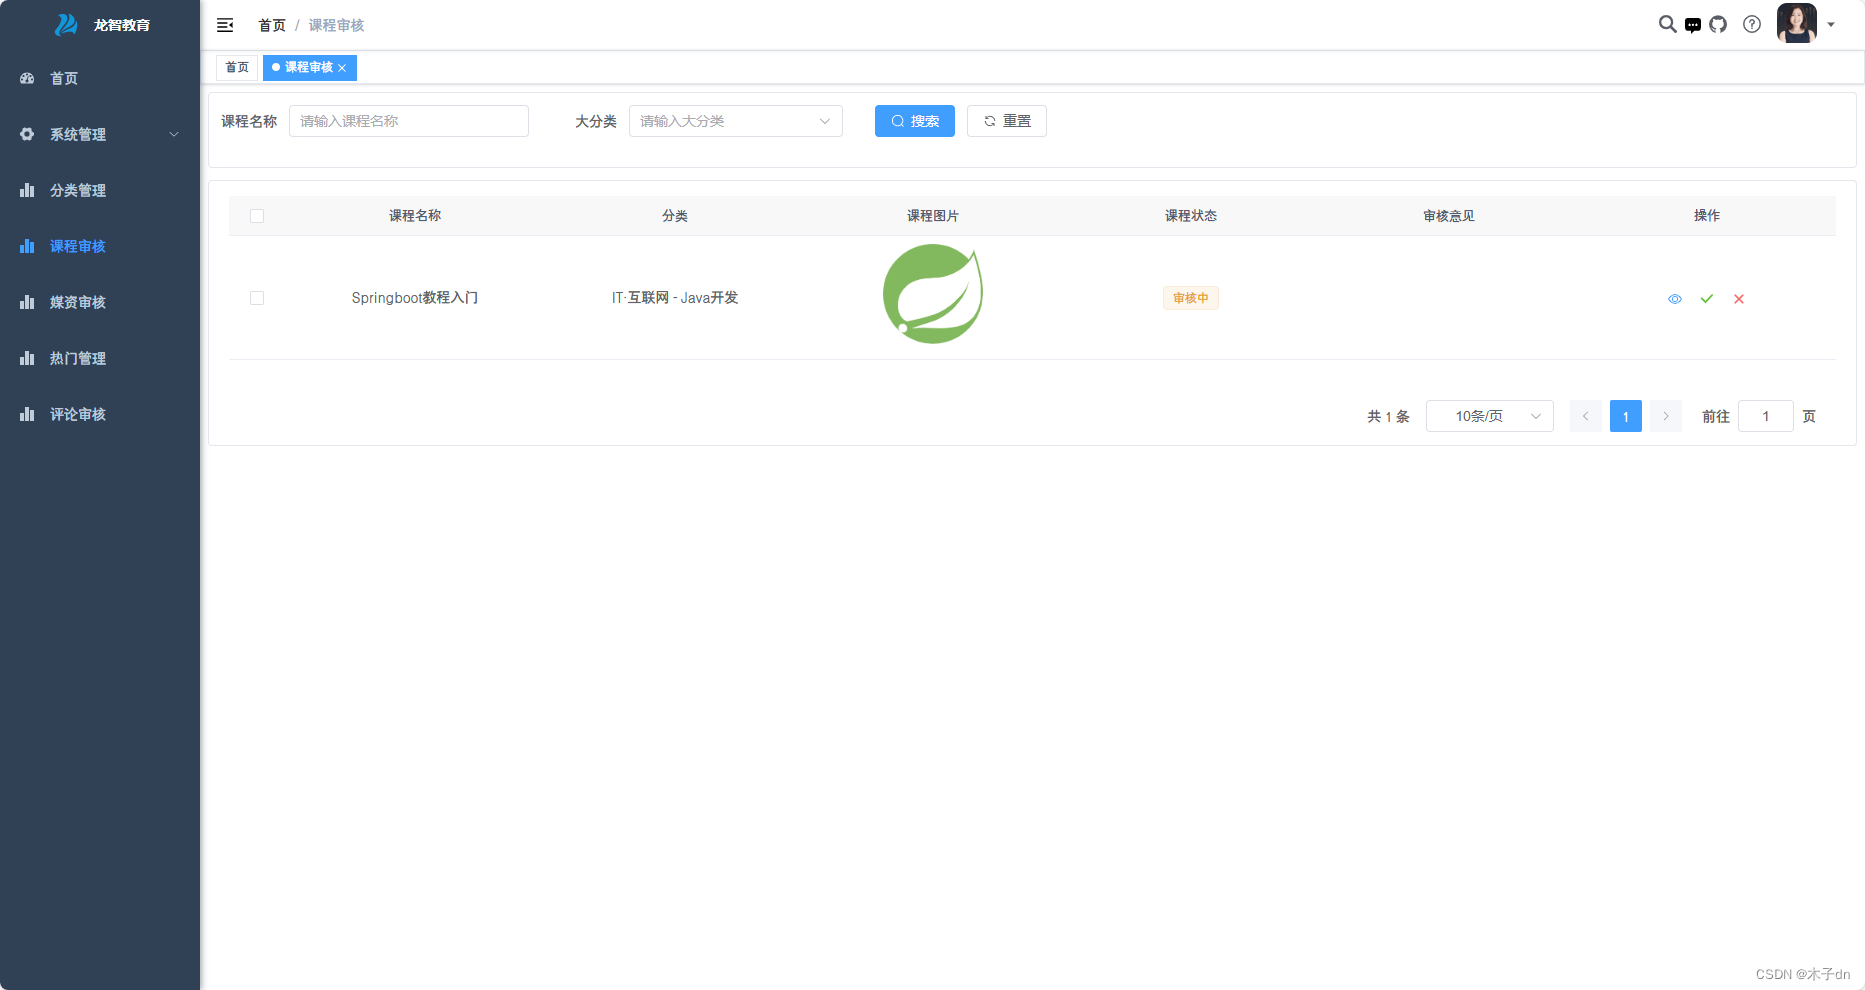 龙智教育
首页 / 课程审核
首页
系统管理
分类管理
课程审核
媒资审核
热门管理
评论审核
首页 课程审核
课程名称 请输入课程名称 大分类 请输入大分类 搜索 重置
课程名称 分类 课程图片 课程状态 审核意见 操作
Springboot教程入门 IT·互联网 - Java开发 审核中
共 1 条 10条/页 1 前往 1 页
CSDN @木子dn